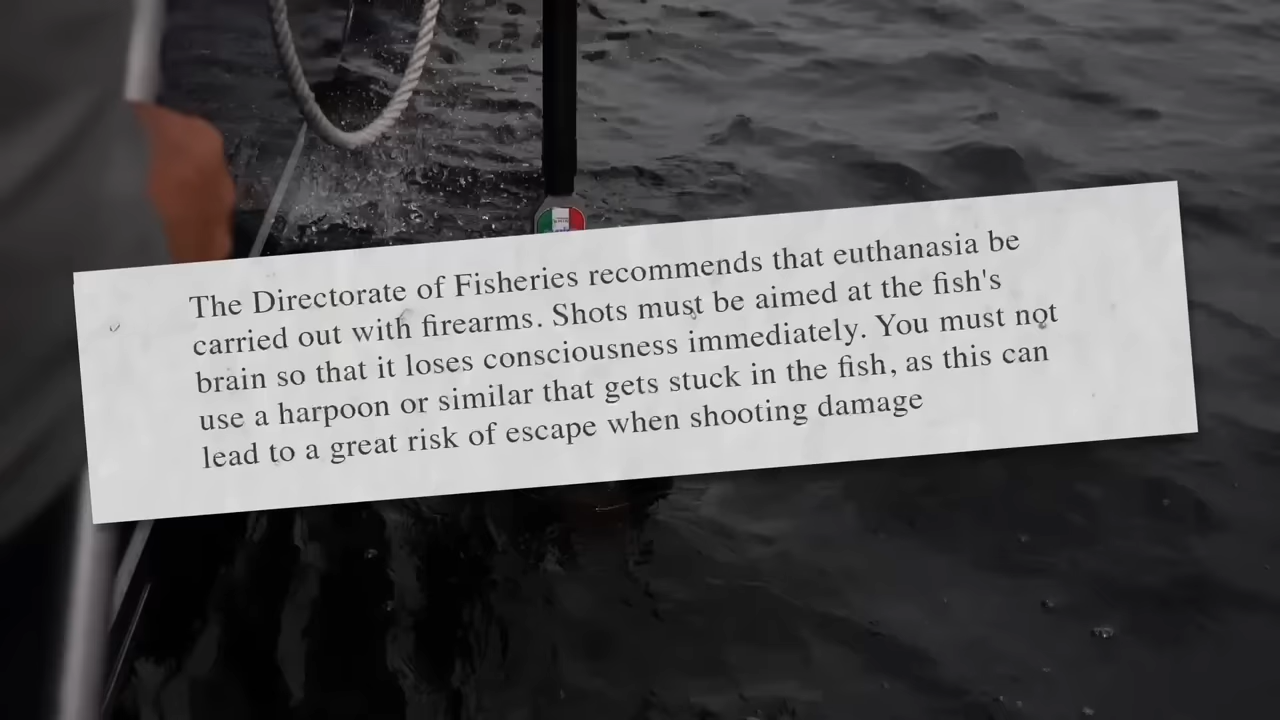 The Directorate of Fisheries recommends that euthanasia be
carried out with firearms. Shots must be aimed at the fish's
brain so that it loses consciousness immediately. You must not
use a harpoon or similar that gets stuck in the fish, as this can
lead to a great risk of escape when shooting damage